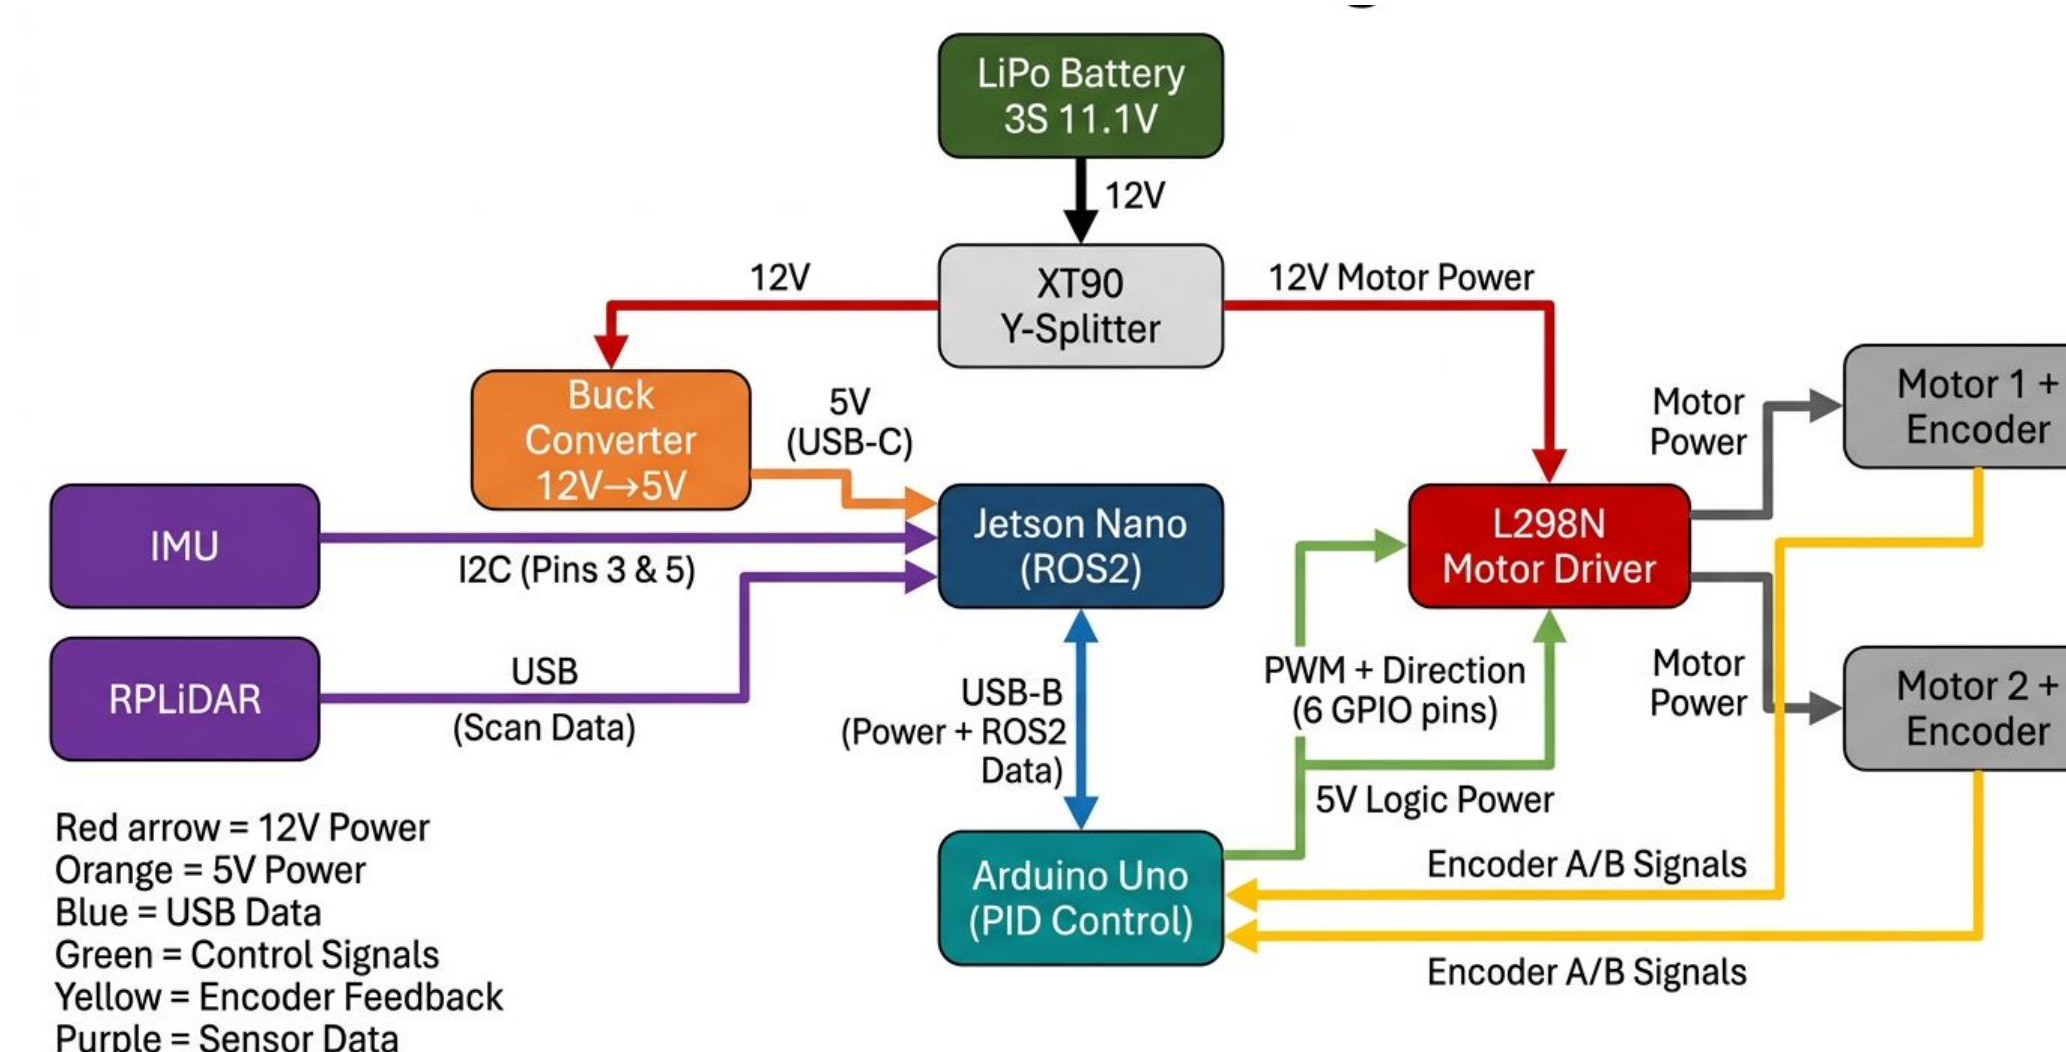 LiPo Battery
3S 11.1V
12V
XT90
Y-Splitter
12V
12V Motor Power
Buck
Converter
12V→5V
5V
(USB-C)
Motor
Power
Motor 1 +
Encoder
IMU
I2C (Pins 3 & 5)
Jetson Nano
(ROS2)
L298N
Motor Driver
RPLiDAR
USB
(Scan Data)
USB-B
(Power + ROS2
Data)
PWM + Direction
(6 GPIO pins)
Motor
Power
Motor 2 +
Encoder
5V Logic Power
Arduino Uno
(PID Control)
Encoder A/B Signals
Encoder A/B Signals
Red arrow = 12V Power
Orange = 5V Power
Blue = USB Data
Green = Control Signals
Yellow = Encoder Feedback
Purple = Sensor Data